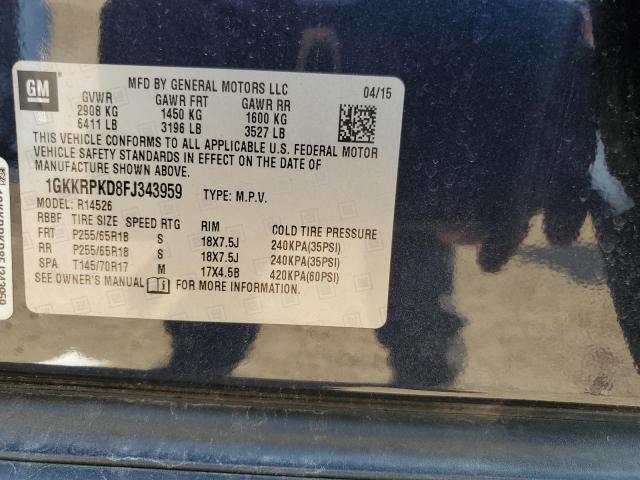 GM
MFD BY GENERAL MOTORS LLC
04/15
GVWR GAWR FRT GAWR RR
2908 KG 1450 KG 1600 KG
6411 LB 3196 LB 3527 LB
THIS VEHICLE CONFORMS TO ALL APPLICABLE U.S. FEDERAL MOTOR
VEHICLE SAFETY STANDARDS IN EFFECT ON THE DATE OF
MANUFACTURE SHOWN ABOVE.
1GKKRPKD8FJ343959 TYPE: M.P.V.
MODEL: R14526
RBBF TIRE SIZE SPEED RTG RIM COLD TIRE PRESSURE
FRT P255/65R18 S 18X7.5J 240KPA(35PSI)
RR P255/65R18 S 18X7.5J 240KPA(35PSI)
SPA T145/70R17 M 17X4.5B 420KPA(60PSI)
SEE OWNER'S MANUAL FOR MORE INFORMATION